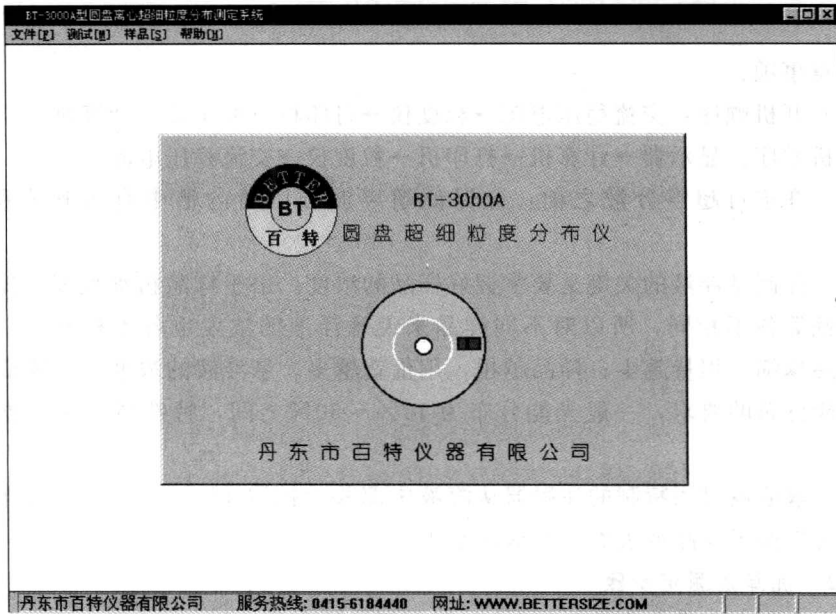 BT-3000A型圆盘离心超细粒度分布测定系统
文件[F] 测试[M] 样品[S] 帮助[H]
BETTER
BT
百特
BT-3000A
圆盘超细粒度分布仪
丹东市百特仪器有限公司
丹东市百特仪器有限公司 服务热线: 0415-6184440 网址: WWW.BETTERSIZE.COM